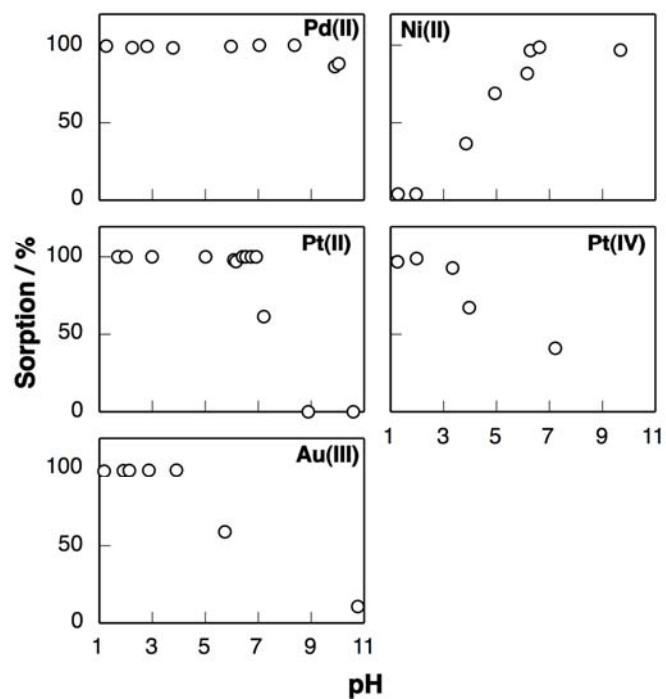 Pd(II)
Ni(II)
100
50
0
Pt(II)
Pt(IV)
100
50
0
Sorption / %
1 3 5 7 9 11
Au(III)
100
50
0
1 3 5 7 9 11
pH